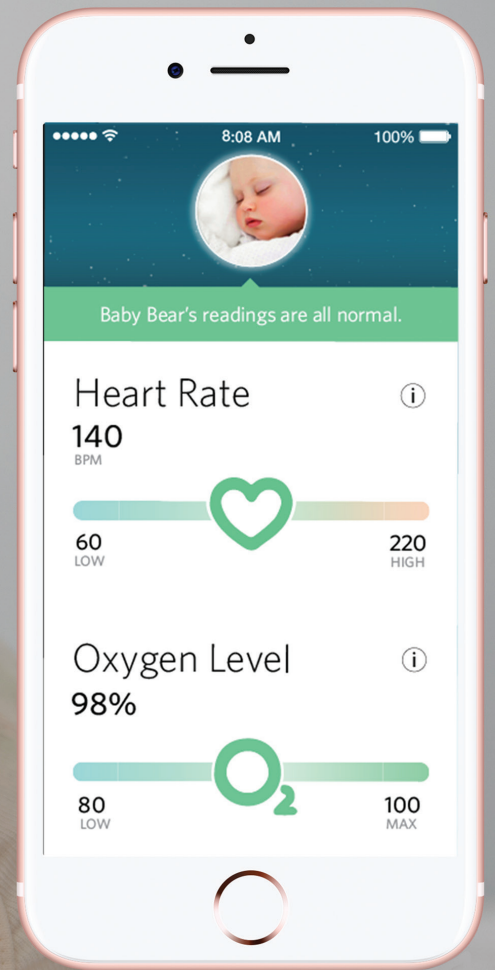 8:08 AM 100%
Baby Bear's readings are all normal.
Heart Rate i
140
BPM
60 220
LOW HIGH
Oxygen Level i
98%
O2
80 100
LOW MAX